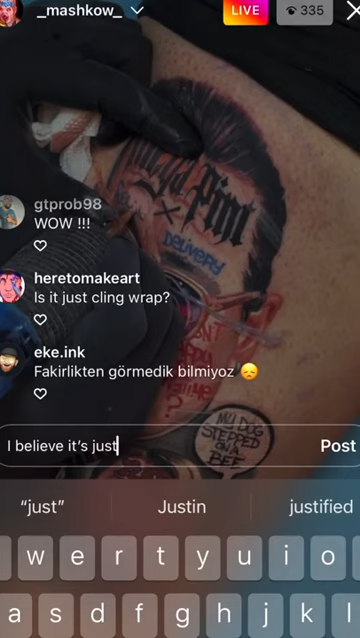 _mashkow_
LIVE
335
Delivery
gtprob98
WOW !!!
heretomakeart
Is it just cling wrap?
eke.ink
Fakirlikten görmedik bilmiyoz 😞
I believe it’s just
Post
MY DOG
STEPPED
ON A
BEE
“just”
Justin
justified
w e r t y u i o
a s d f g h j k l